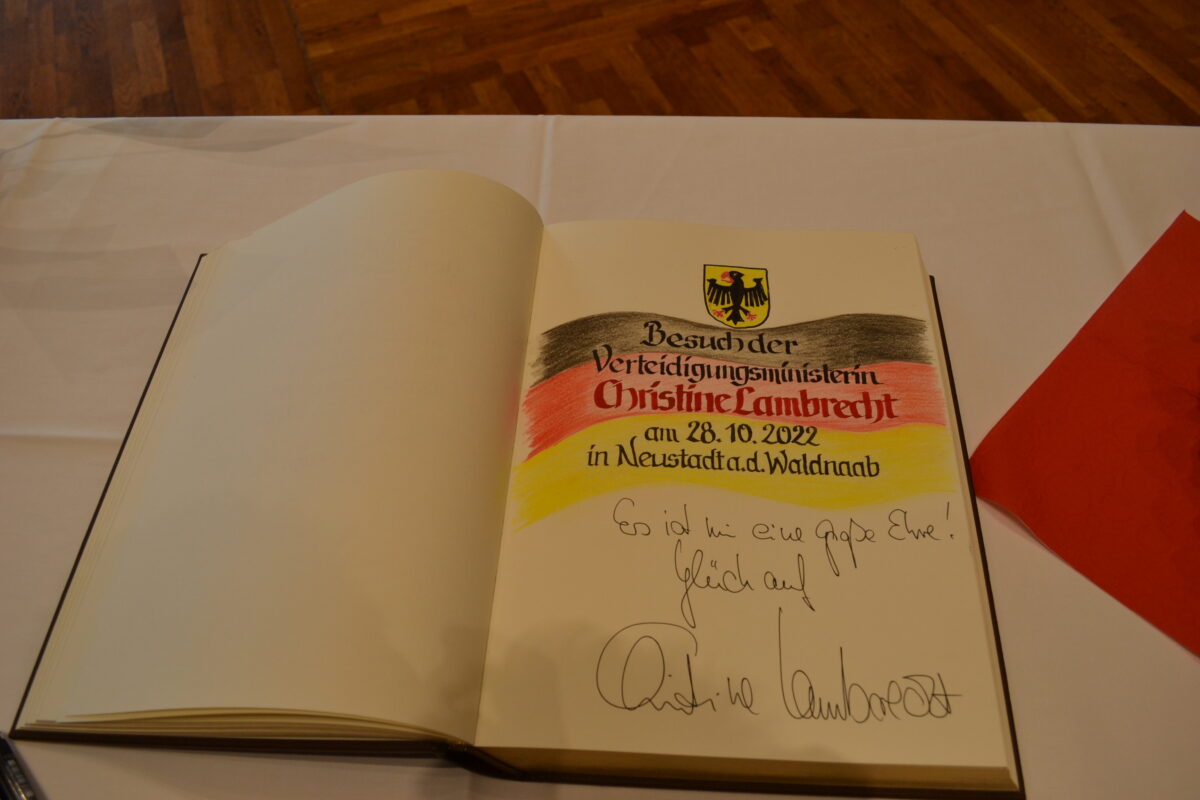 Besuch der
Verteidigungsministerin
Christine Lambrecht
am 28.10.2022
in Neustadt a.d. Waldnaab
Es ist mir eine große Ehre!
Glück auf
Christine Lambrecht